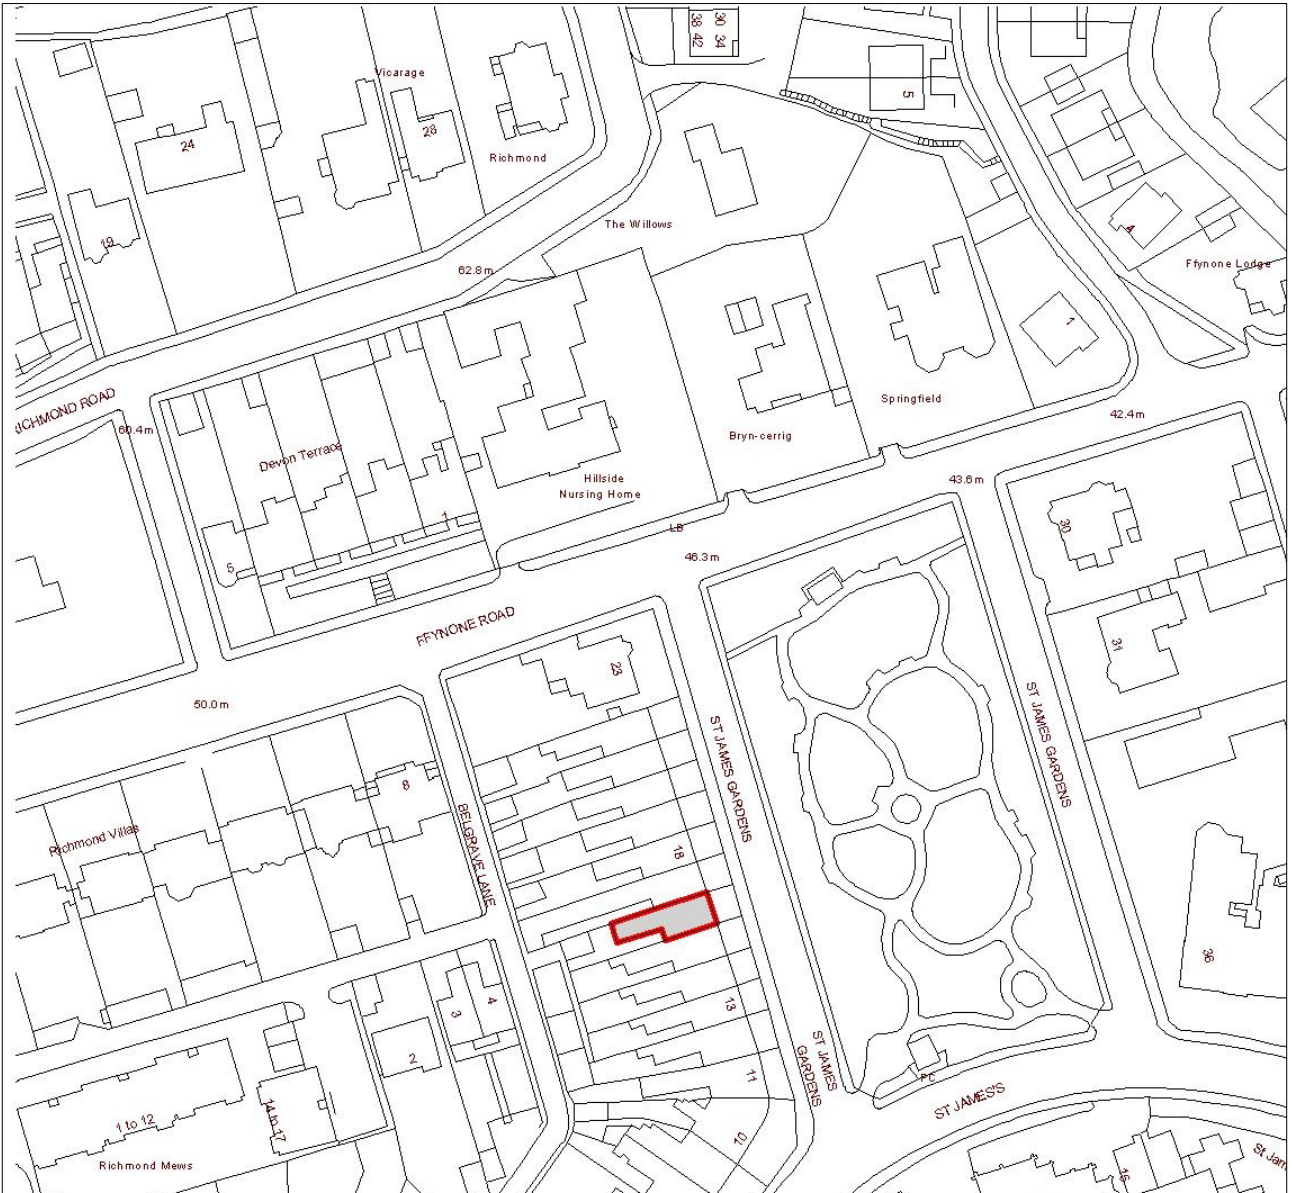 38 42
30 34
Vicarage
5
28
24
Richmond
The Willows
4
19
Ffynone Lodge
62.8m
1
RICHMOND ROAD
60.4m
Springfield
42.4m
Devon Terrace
Bryn-cerrig
Hillside
Nursing Home
43.6m
1
LB
30
46.3m
5
FFYNONE ROAD
31
23
50.0m
ST JAMES GARDENS
ST JAMES GARDENS
8
Richmond Villas
BELGRAVE LANE
18
36
13
3
4
2
ST JAMES
GARDENS
11
PC
ST JAMES'S
1 to 12
14 to 17
10
Richmond Mews
16
St Jam